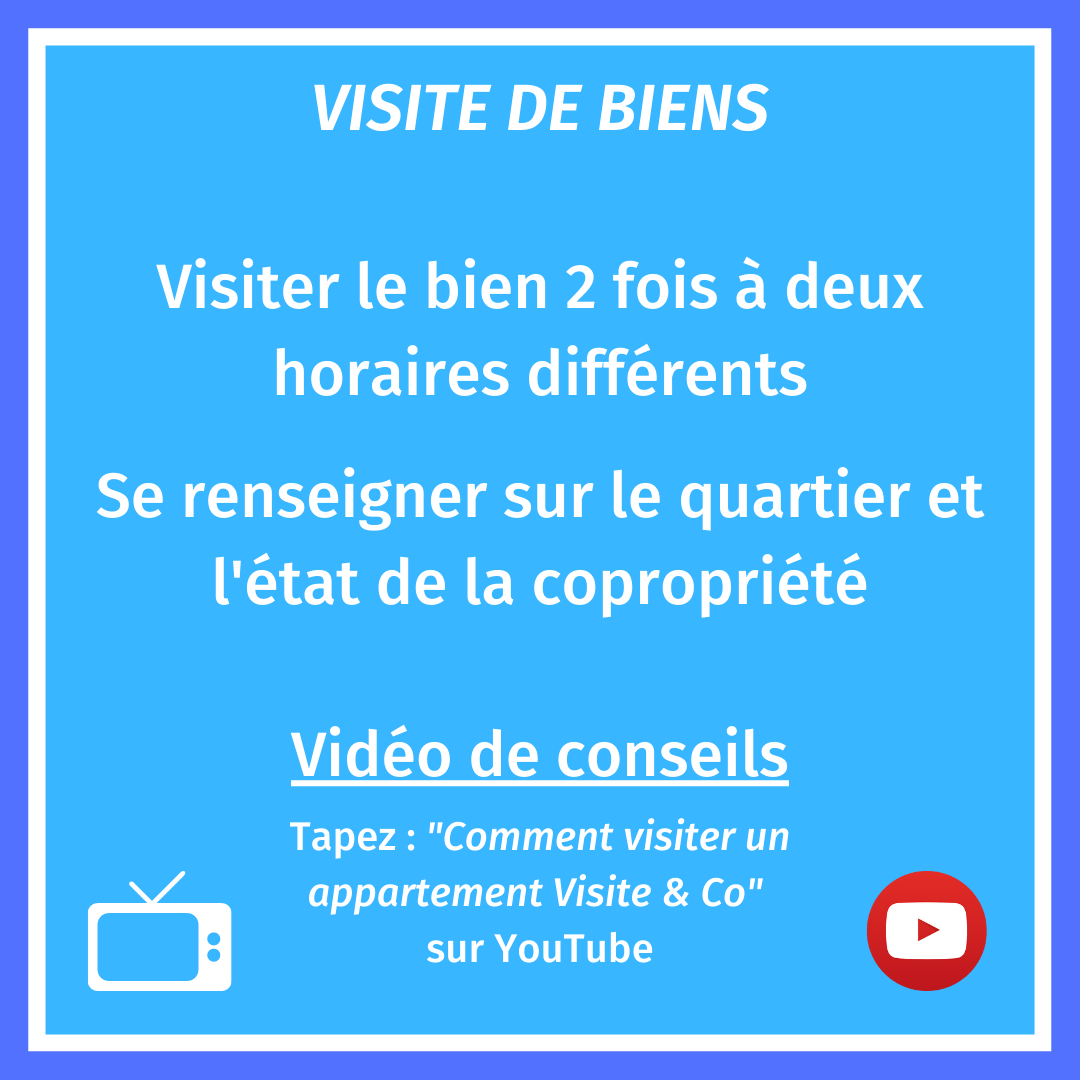 VISITE DE BIENS
Visiter le bien 2 fois à deux
horaires différents
Se renseigner sur le quartier et
l'état de la copropriété
Vidéo de conseils
Tapez : "Comment visiter un
appartement Visite & Co"
sur YouTube